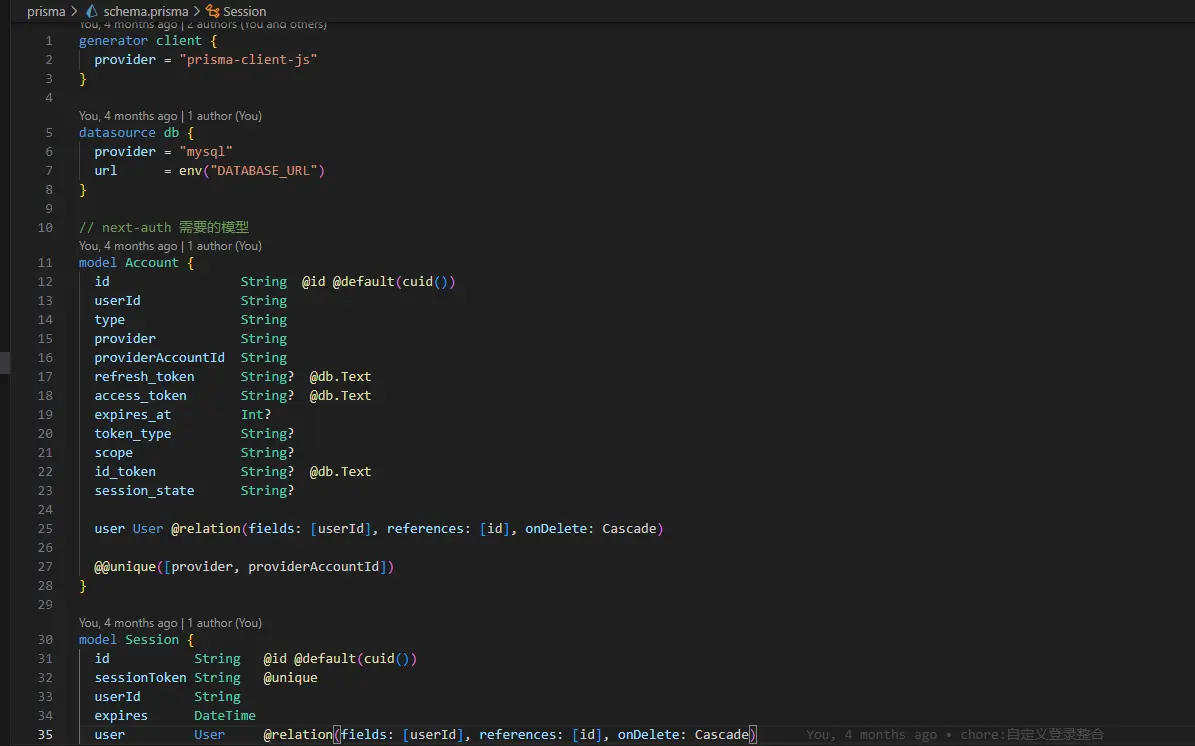 prisma > schema.prisma > Session
You, 4 months ago | 2 authors (You and others)
1 generator client {
2 provider = "prisma-client-js"
3 }
4
You, 4 months ago | 1 author (You)
5 datasource db {
6 provider = "mysql"
7 url = env("DATABASE_URL")
8 }
9
10 // next-auth 需要的模型
You, 4 months ago | 1 author (You)
11 model Account {
12 id String @id @default(cuid())
13 userId String
14 type String
15 provider String
16 providerAccountId String
17 refresh_token String? @db.Text
18 access_token String? @db.Text
19 expires_at Int?
20 token_type String?
21 scope String?
22 id_token String? @db.Text
23 session_state String?
24
25 user User @relation(fields: [userId], references: [id], onDelete: Cascade)
26
27 @@unique([provider, providerAccountId])
28 }
29
You, 4 months ago | 1 author (You)
30 model Session {
31 id String @id @default(cuid())
32 sessionToken String @unique
33 userId String
34 expires DateTime
35 user User @relation(fields: [userId], references: [id], onDelete: Cascade) You, 4 months ago • chore:自定义登录整合